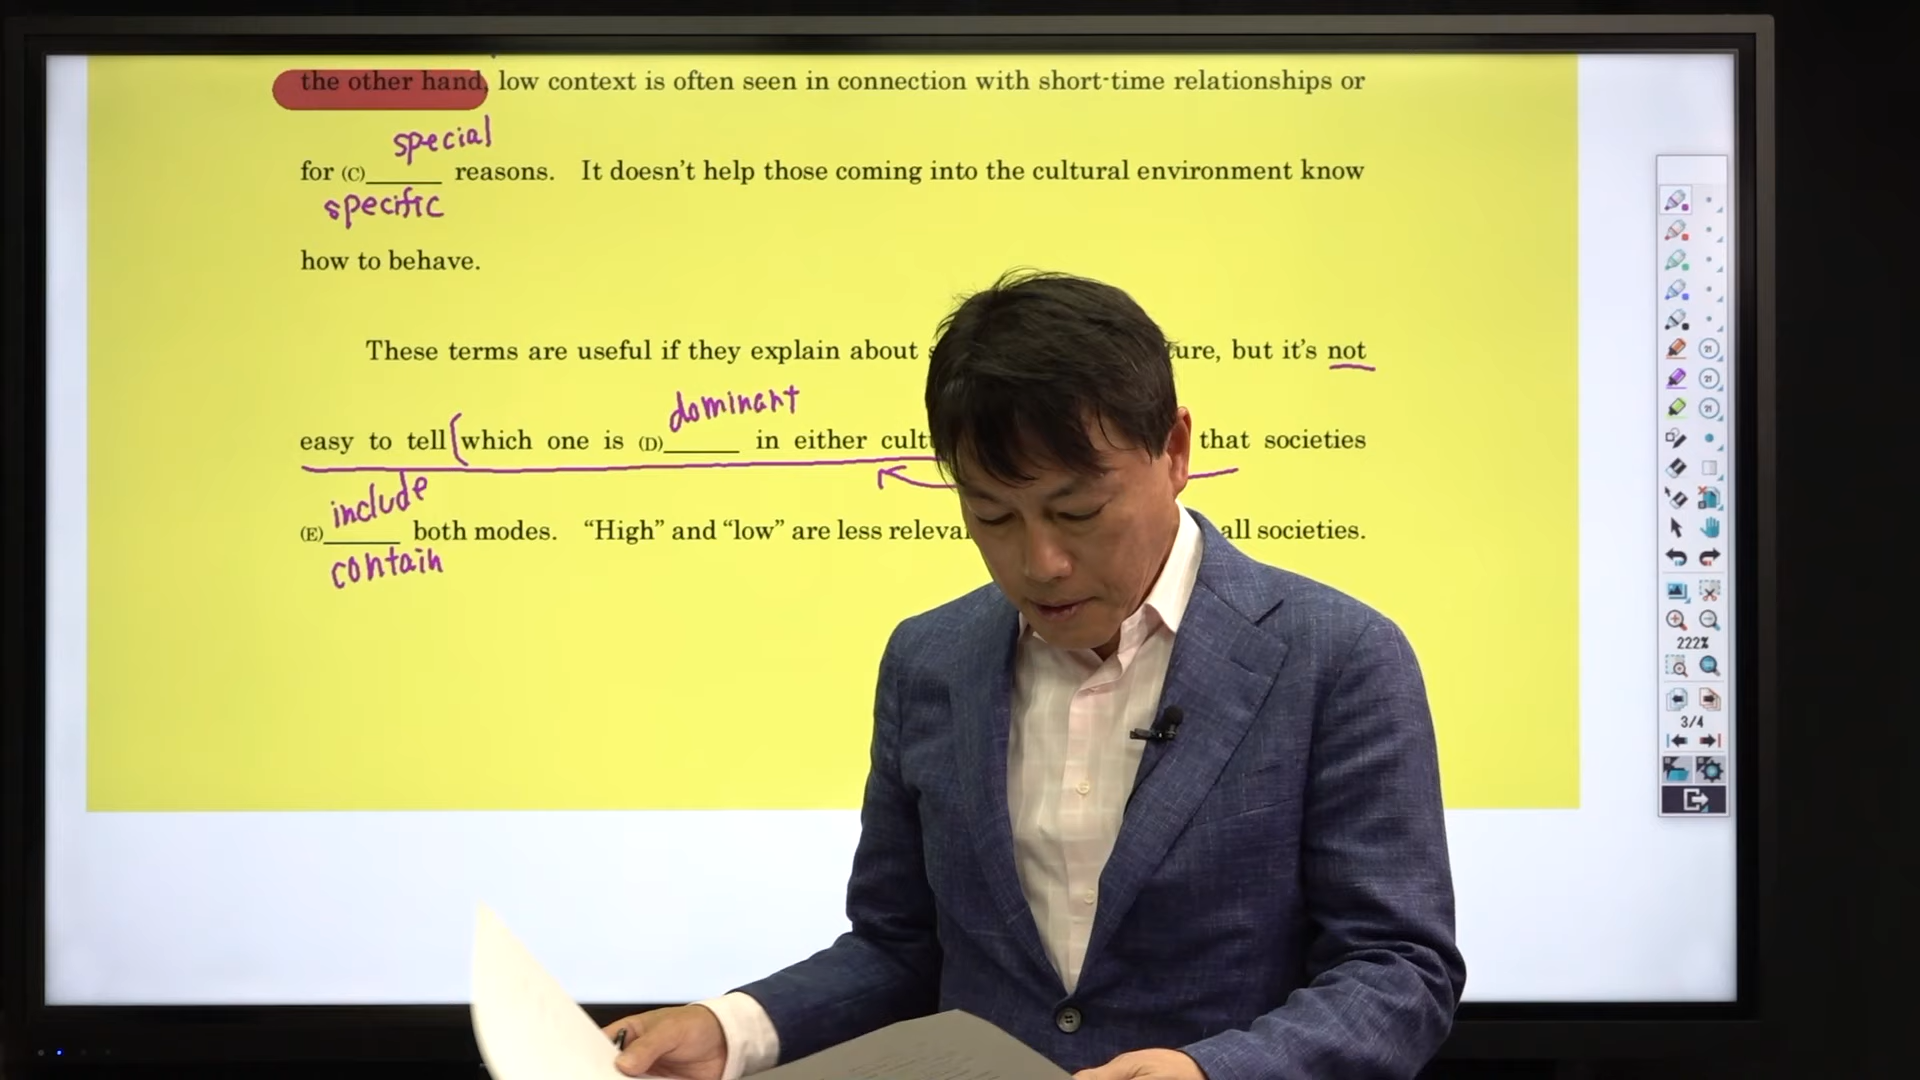 the other hand, low context is often seen in connection with short-time relationships or
special
for (C)______ reasons. It doesn't help those coming into the cultural environment know
specific
how to behave.
These terms are useful if they explain about but it's not
dominant
easy to tell (which one is (D)______ in either that societies
include
(E)______ both modes. "High" and "low" are less all societies.
contain
222%
3/4